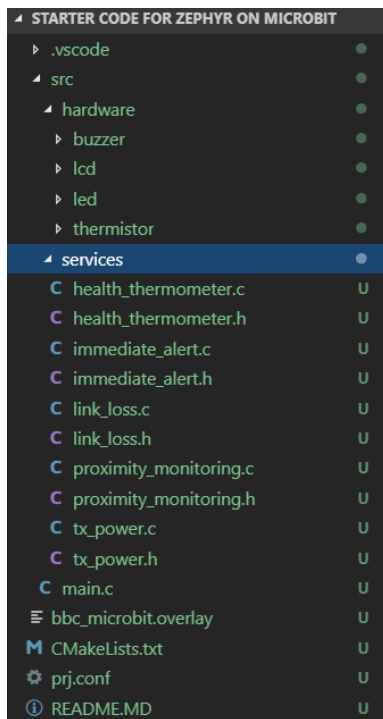 STARTER CODE FOR ZEPHYR ON MICROBIT
.vscode
src
hardware
buzzer
lcd
led
thermistor
services
C health_thermometer.c U
C health_thermometer.h U
C immediate_alert.c U
C immediate_alert.h U
C link_loss.c U
C link_loss.h U
C proximity_monitoring.c U
C proximity_monitoring.h U
C tx_power.c U
C tx_power.h U
C main.c U
bbc_microbit.overlay U
M CMakeLists.txt U
prj.conf U
README.MD U